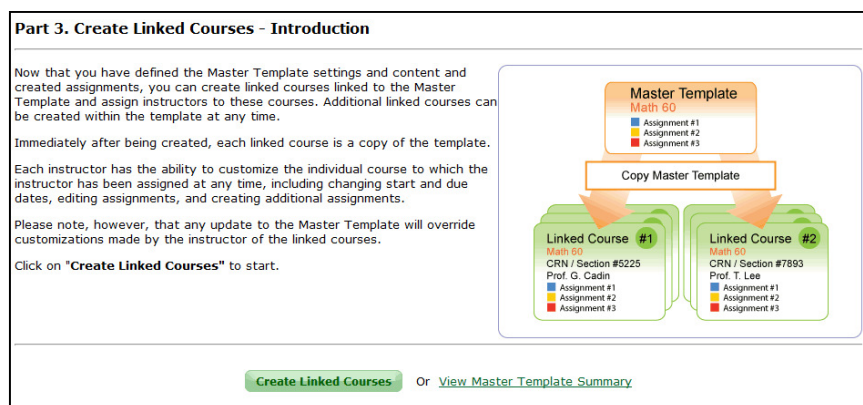 Part 3. Create Linked Courses - Introduction
Now that you have defined the Master Template settings and content and
created assignments, you can create linked courses linked to the Master
Template and assign instructors to these courses. Additional linked courses can
be created within the template at any time.
Immediately after being created, each linked course is a copy of the template.
Each instructor has the ability to customize the individual course to which the
instructor has been assigned at any time, including changing start and due
dates, editing assignments, and creating additional assignments.
Please note, however, that any update to the Master Template will override
customizations made by the instructor of the linked courses.
Click on "Create Linked Courses" to start.
Master Template
Math 60
Assignment #1
Assignment #2
Assignment #3
Copy Master Template
Linked Course #1
Math 60
CRN / Section #5225
Prof. G. Cadin
Assignment #1
Assignment #2
Assignment #3
Linked Course #2
Math 60
CRN / Section #7893
Prof. T. Lee
Assignment #1
Assignment #2
Assignment #3
Create Linked Courses Or View Master Template Summary